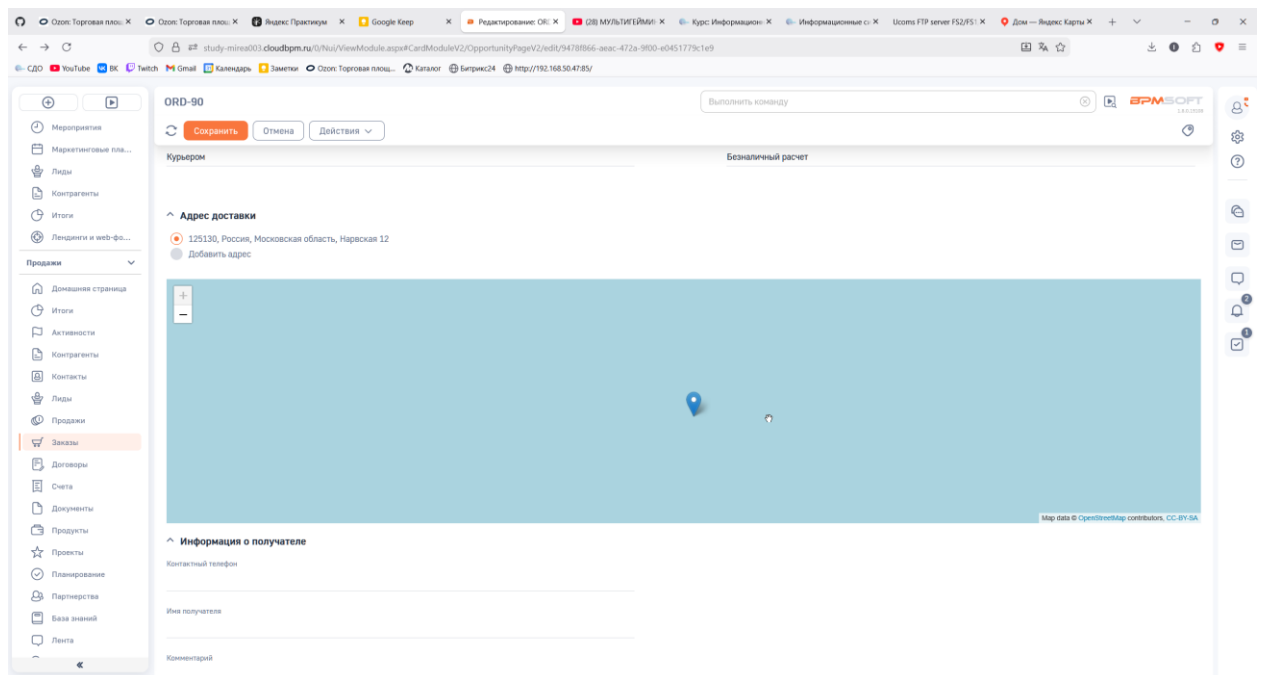 Ozon: Торговая площ
Ozon: Торговая площ
Яндекс Практикум
Google Keep
Редактирование: ORD
(28) МУЛЬТИГЕЙМИН
Курс: Информационн
Информационные с
Ucoms FTP server FS2/FS1
Дом — Яндекс Карты
study-mirea003.cloudbpm.ru/0/Nui/ViewModule.aspx#CardModuleV2/OpportunityPageV2/edit/9478f866-aeac-472a-9f00-e0451779c1e9
СДО YouTube ВК Twitch Gmail Календарь Заметки Ozon: Торговая площ... Каталог Битрикс24 http://192.168.50.47:85/
ORD-90
Выполнить команду
BPMSOFT
Сохранить Отмена Действия
Мероприятия
Маркетинговые пла...
Лиды
Контрагенты
Итоги
Лендинги и web-фо...
Продажи
Домашняя страница
Итоги
Активности
Контрагенты
Контакты
Лиды
Продажи
Заказы
Договоры
Счета
Документы
Продукты
Проекты
Планирование
Партнерства
База знаний
Лента
Курьером
Безналичный расчет
Адрес доставки
125130, Россия, Московская область, Нарвская 12
Добавить адрес
+
−
Map data © OpenStreetMap contributors, CC-BY-SA
Информация о получателе
Контактный телефон
Имя получателя
Комментарий
2
1